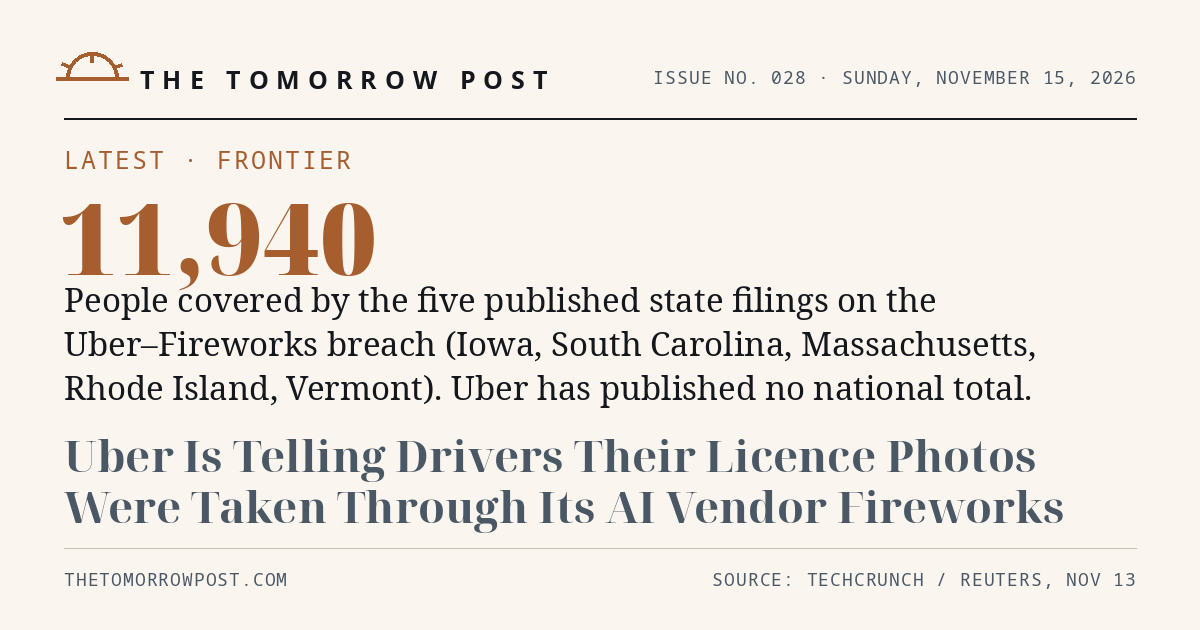 THE TOMORROW POST
ISSUE NO. 028 · SUNDAY, NOVEMBER 15, 2026
LATEST · FRONTIER
11,940
People covered by the five published state filings on the
Uber–Fireworks breach (Iowa, South Carolina, Massachusetts,
Rhode Island, Vermont). Uber has published no national total.
Uber Is Telling Drivers Their Licence Photos
Were Taken Through Its AI Vendor Fireworks
THETOMORROWPOST.COM
SOURCE: TECHCRUNCH / REUTERS, NOV 13